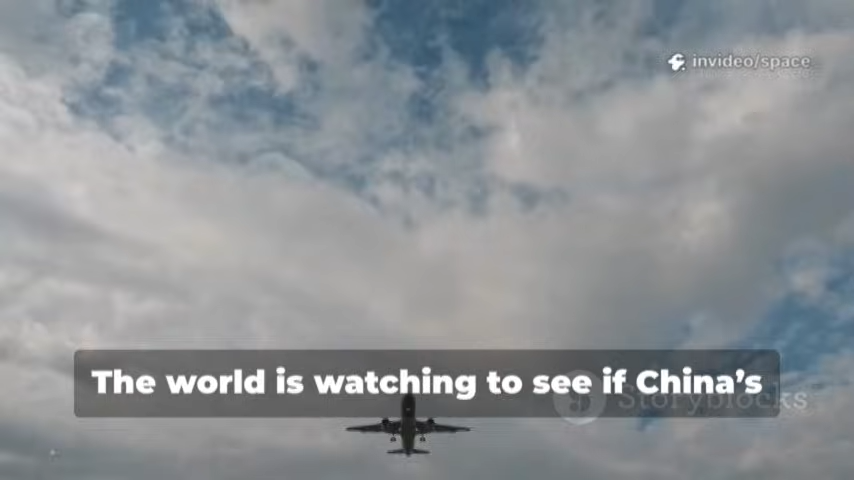 invideo/space
The world is watching to see if China’s
Storyblocks